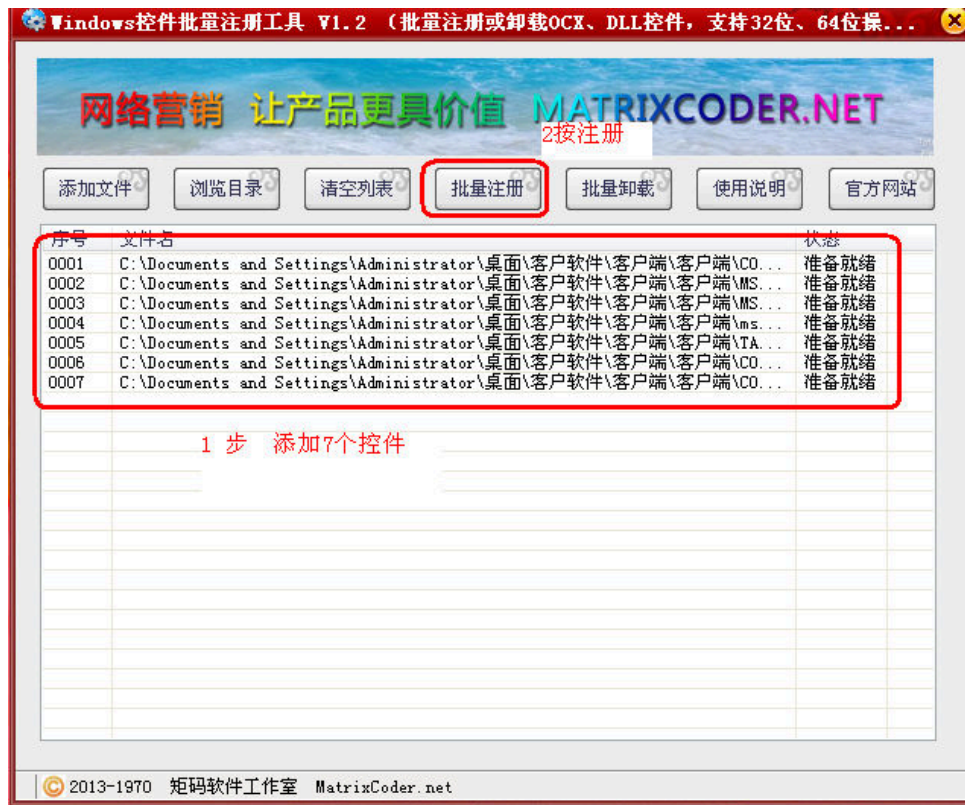 Windows控件批量注册工具 V1.2 (批量注册或卸载OCX、DLL控件，支持32位、64位操...
网络营销 让产品更具价值 MATRIXCODER.NET
2按注册
添加文件 浏览目录 清空列表 批量注册 批量卸载 使用说明 官方网站
序号 文件名 状态
0001 C:\Documents and Settings\Administrator\桌面\客户软件\客户端\客户端\CO... 准备就绪
0002 C:\Documents and Settings\Administrator\桌面\客户软件\客户端\客户端\MS... 准备就绪
0003 C:\Documents and Settings\Administrator\桌面\客户软件\客户端\客户端\MS... 准备就绪
0004 C:\Documents and Settings\Administrator\桌面\客户软件\客户端\客户端\ms... 准备就绪
0005 C:\Documents and Settings\Administrator\桌面\客户软件\客户端\客户端\TA... 准备就绪
0006 C:\Documents and Settings\Administrator\桌面\客户软件\客户端\客户端\CO... 准备就绪
0007 C:\Documents and Settings\Administrator\桌面\客户软件\客户端\客户端\CO... 准备就绪
1 步 添加7个控件
© 2013-1970 矩码软件工作室 MatrixCoder.net